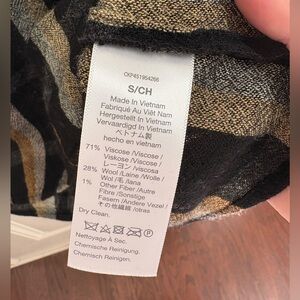 CKP451954266
S/CH
Made In Vietnam
Fabriqué Au Viêt Nam
Hergestellt In Vietnam
Vervaardigd In Vietnam
ベトナム製
hecho en vietnam
71% Viscose /Viscose/
Viskose /Viscose /
レーヨン /viscosa
28% Wool /Laine /Wolle /
Wol /毛 /lana
1% Other Fiber /Autre
Fibre /Sonstige
Fasern /Andere Vezel /
その他繊維 /otras
Dry Clean.
P
Nettoyage À Sec.
Chemische Reinigung.
Chemisch Reinigen.